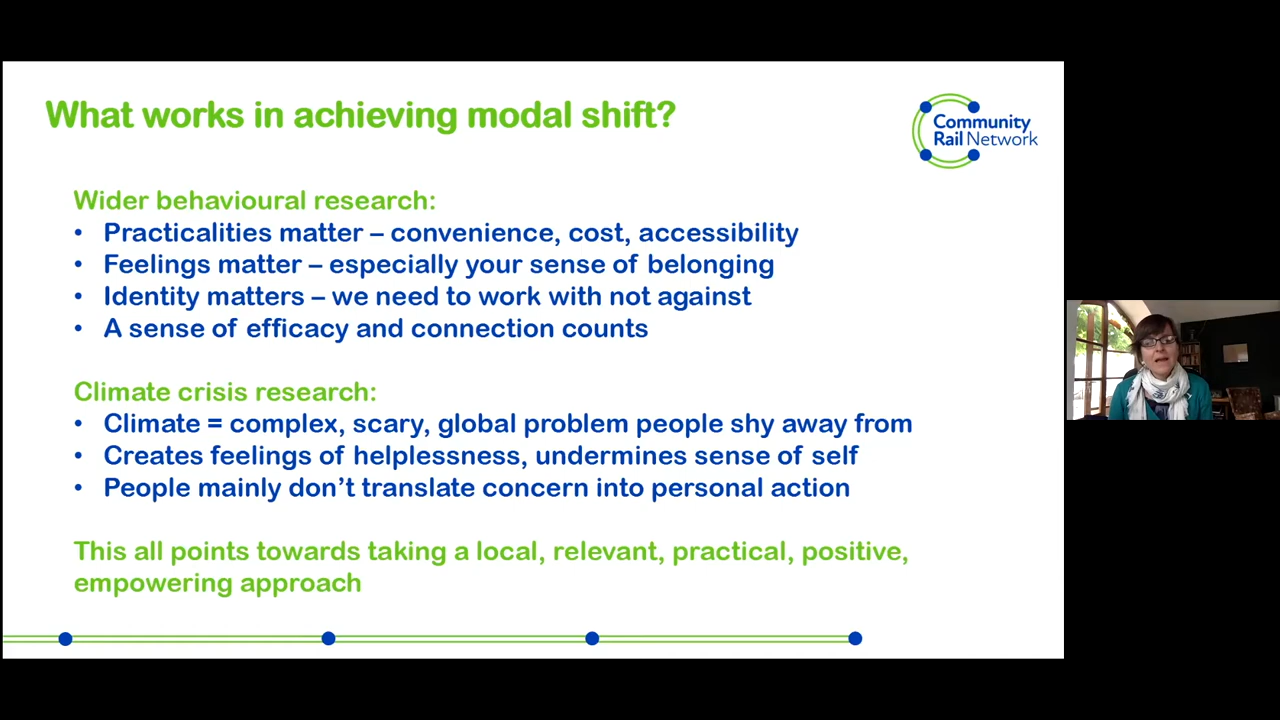 What works in achieving modal shift?
Community
Rail Network
Wider behavioural research:
• Practicalities matter – convenience, cost, accessibility
• Feelings matter – especially your sense of belonging
• Identity matters – we need to work with not against
• A sense of efficacy and connection counts
Climate crisis research:
• Climate = complex, scary, global problem people shy away from
• Creates feelings of helplessness, undermines sense of self
• People mainly don’t translate concern into personal action
This all points towards taking a local, relevant, practical, positive,
empowering approach